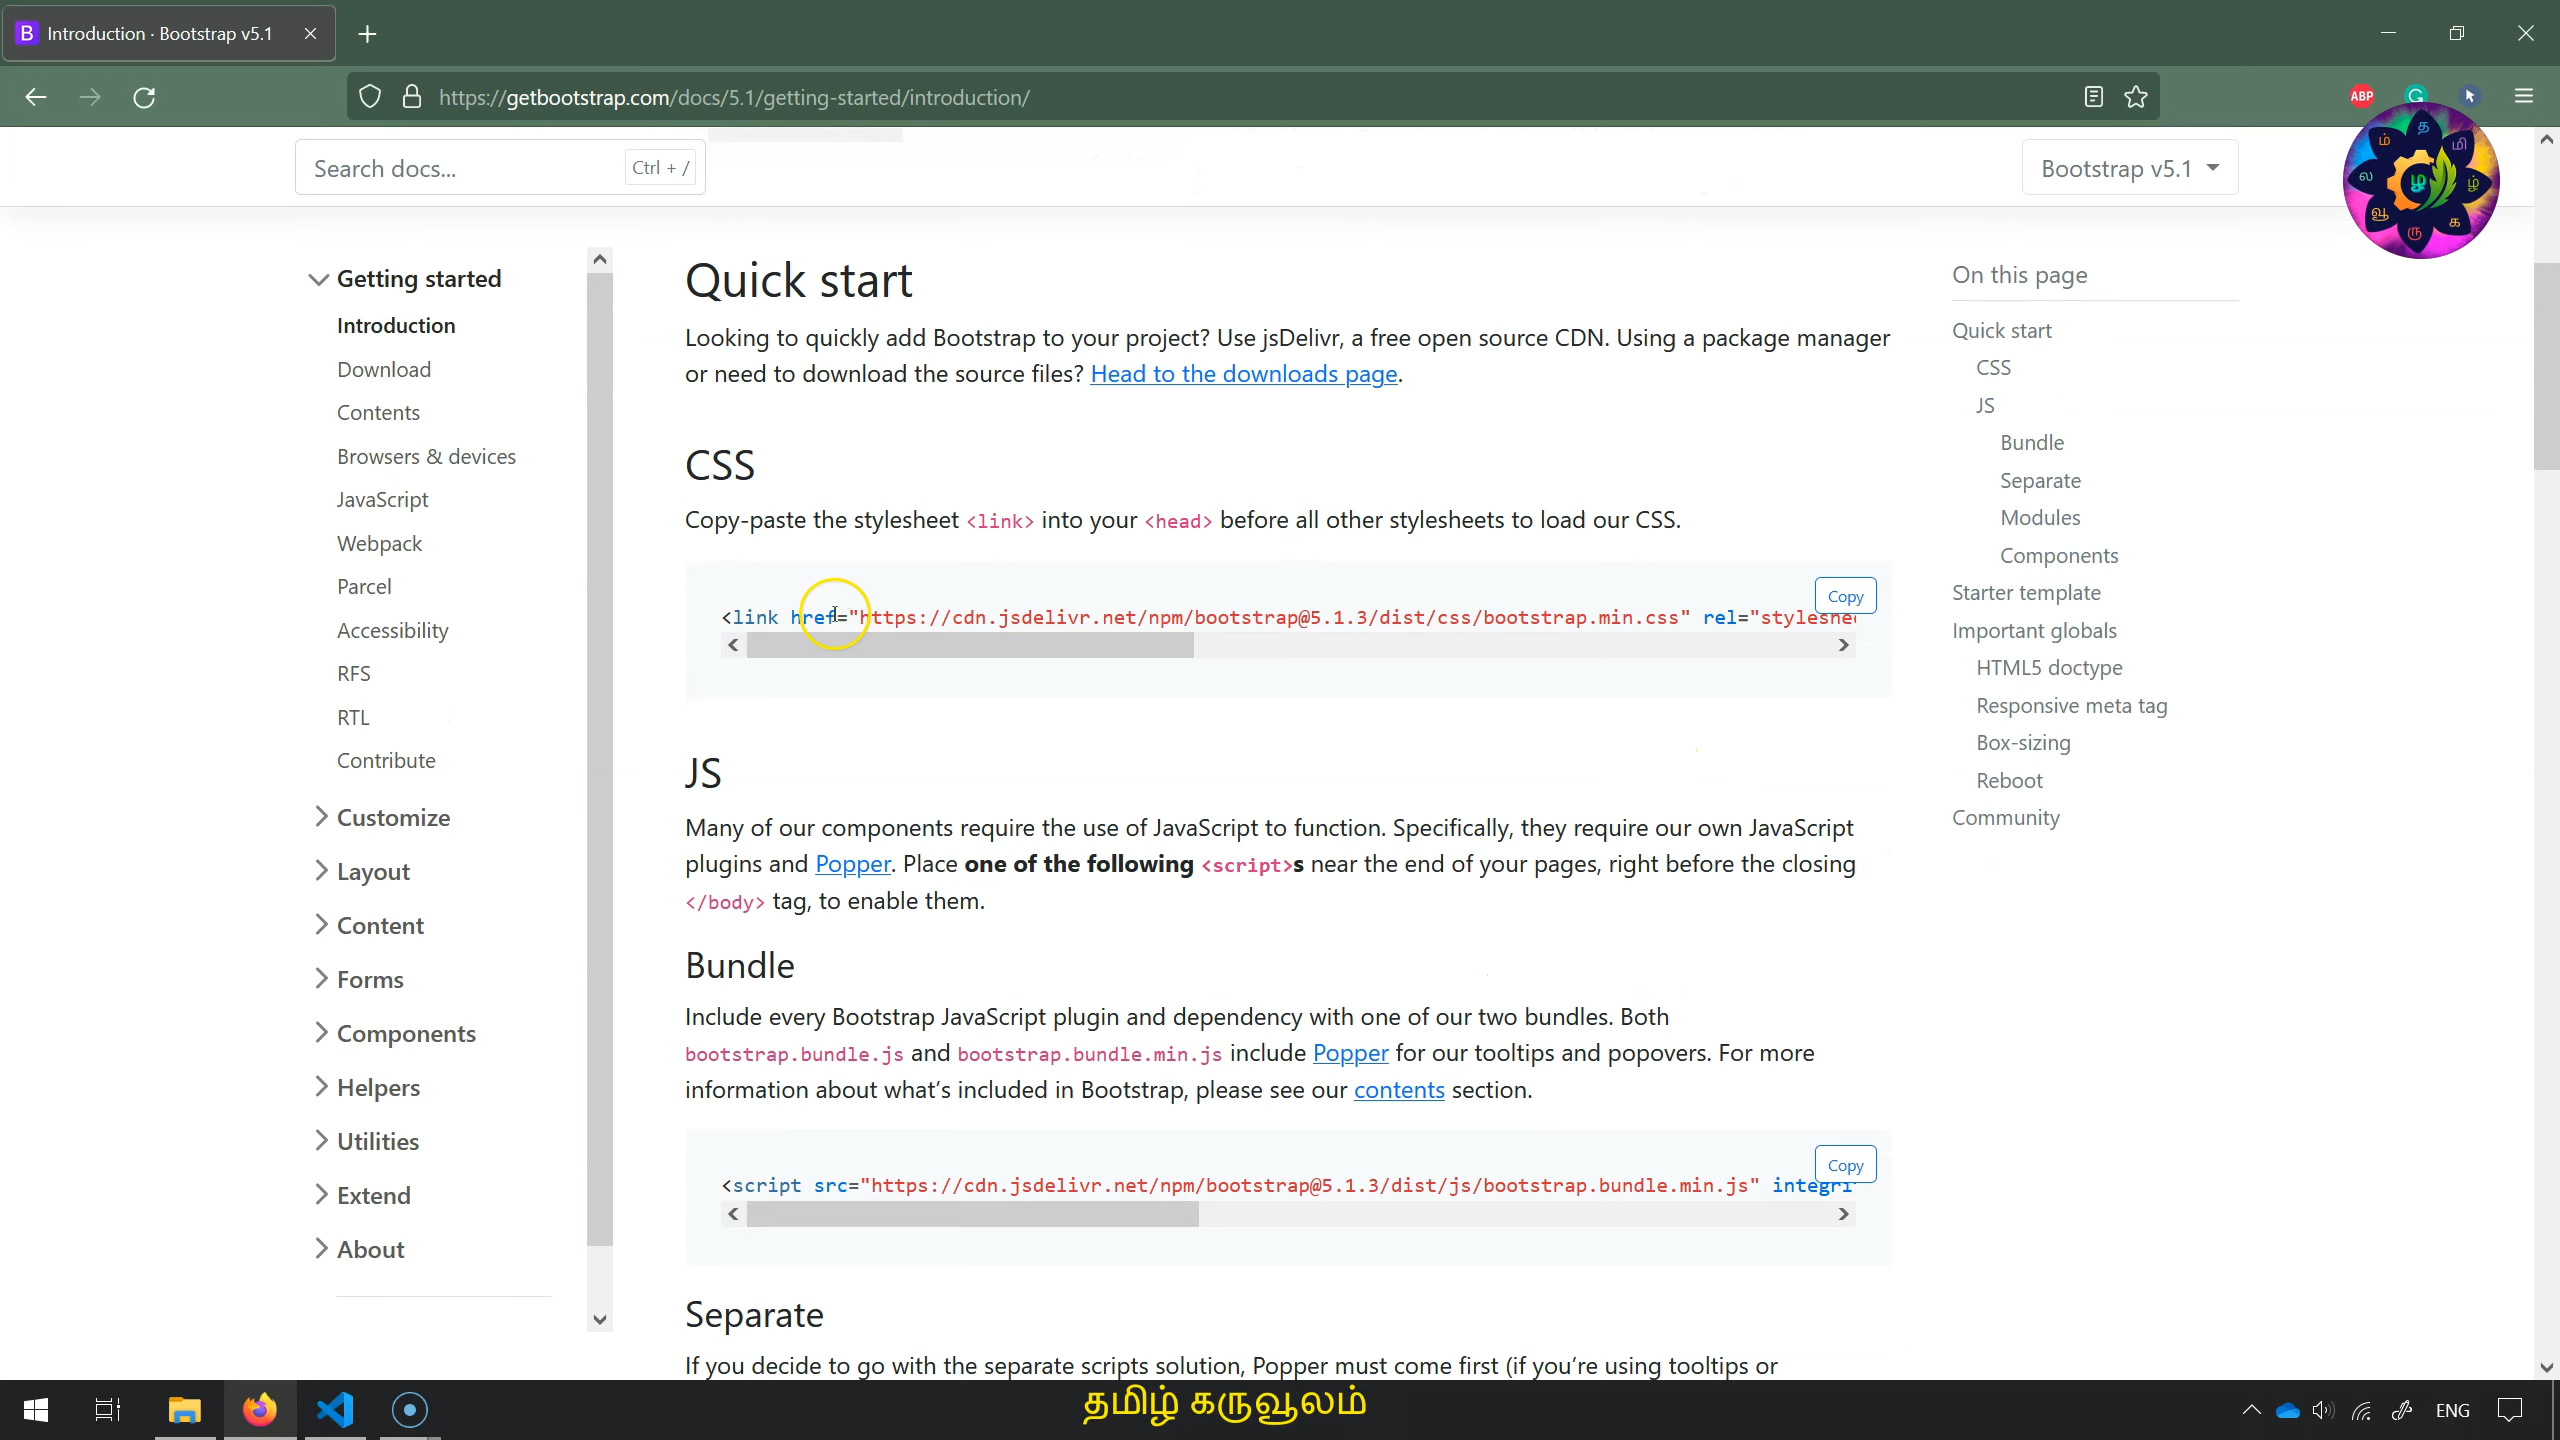 B Introduction · Bootstrap v5.1
https://getbootstrap.com/docs/5.1/getting-started/introduction/
ABP
G
Search docs...
Ctrl + /
Bootstrap v5.1
த
மி
ழ்
க
ரு
வூ
ல
ம்
ழ
Getting started
Introduction
Download
Contents
Browsers & devices
JavaScript
Webpack
Parcel
Accessibility
RFS
RTL
Contribute
Customize
Layout
Content
Forms
Components
Helpers
Utilities
Extend
About
Quick start
Looking to quickly add Bootstrap to your project? Use jsDelivr, a free open source CDN. Using a package manager
or need to download the source files? Head to the downloads page.
CSS
Copy-paste the stylesheet <link> into your <head> before all other stylesheets to load our CSS.
Copy
<link href="https://cdn.jsdelivr.net/npm/bootstrap@5.1.3/dist/css/bootstrap.min.css" rel="styleshe
JS
Many of our components require the use of JavaScript to function. Specifically, they require our own JavaScript
plugins and Popper. Place one of the following <script>s near the end of your pages, right before the closing
</body> tag, to enable them.
Bundle
Include every Bootstrap JavaScript plugin and dependency with one of our two bundles. Both
bootstrap.bundle.js and bootstrap.bundle.min.js include Popper for our tooltips and popovers. For more
information about what's included in Bootstrap, please see our contents section.
Copy
<script src="https://cdn.jsdelivr.net/npm/bootstrap@5.1.3/dist/js/bootstrap.bundle.min.js" integri
Separate
If you decide to go with the separate scripts solution, Popper must come first (if you're using tooltips or
On this page
Quick start
CSS
JS
Bundle
Separate
Modules
Components
Starter template
Important globals
HTML5 doctype
Responsive meta tag
Box-sizing
Reboot
Community
தமிழ் கருவூலம்
ENG